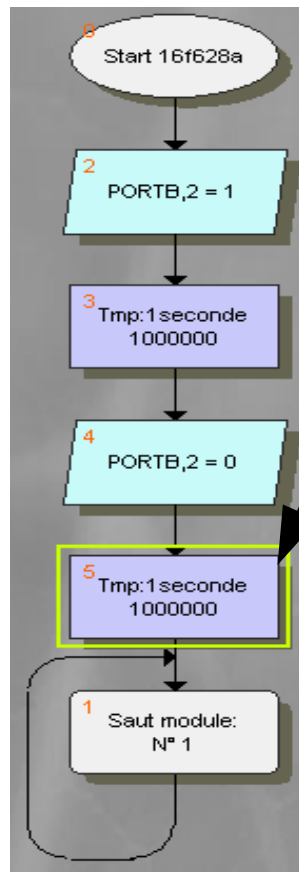 0
Start 16f628a
2
PORTB,2 = 1
3
Tmp:1seconde
1000000
4
PORTB,2 = 0
5
Tmp:1seconde
1000000
1
Saut module:
N° 1